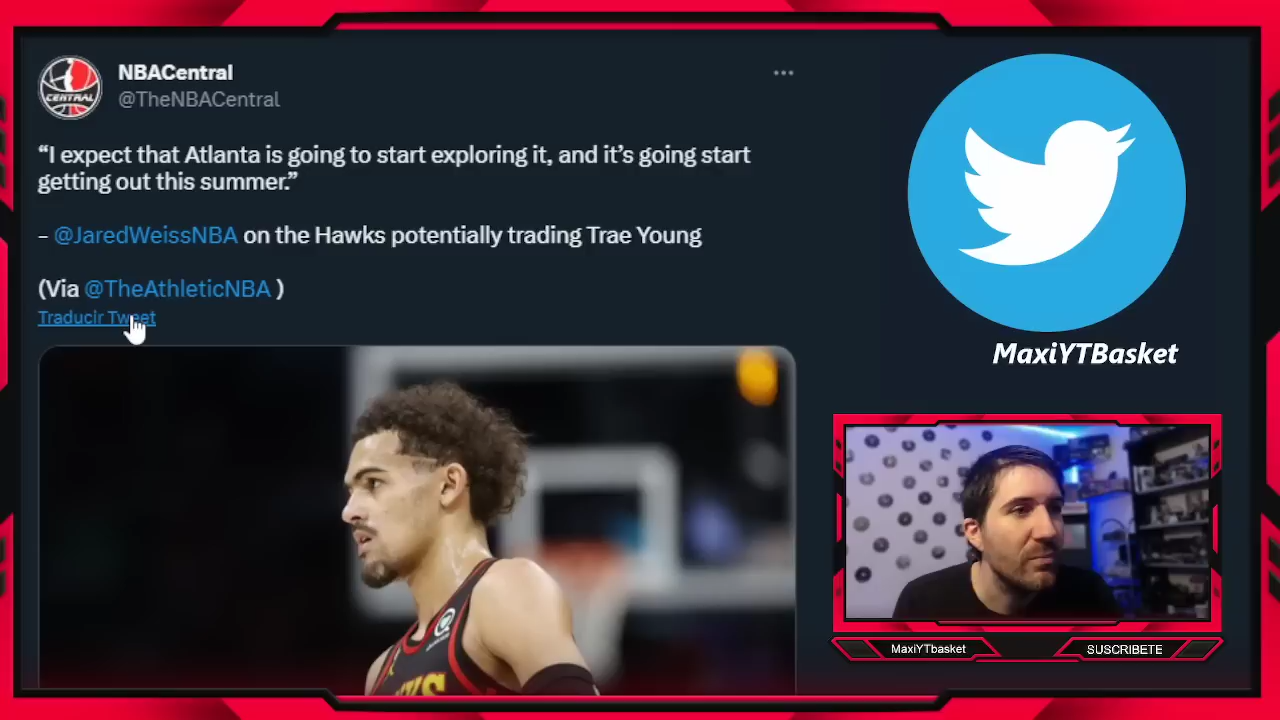 NBACentral
@TheNBACentral
“I expect that Atlanta is going to start exploring it, and it’s going start
getting out this summer.”
– @JaredWeissNBA on the Hawks potentially trading Trae Young
(Via @TheAthleticNBA )
Traducir Tweet
CENTRAL
MaxiYTBasket
MaxiYTbasket
SUSCRIBETE